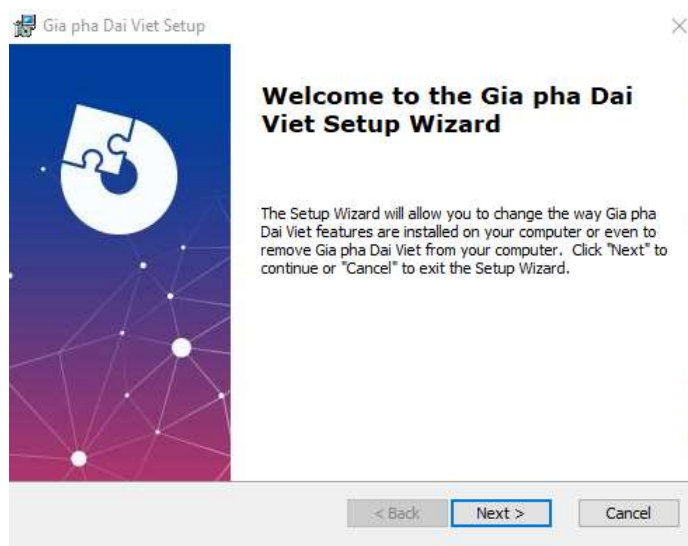 Gia pha Dai Viet Setup
Welcome to the Gia pha Dai
Viet Setup Wizard
The Setup Wizard will allow you to change the way Gia pha
Dai Viet features are installed on your computer or even to
remove Gia pha Dai Viet from your computer. Click "Next" to
continue or "Cancel" to exit the Setup Wizard.
< Back Next > Cancel